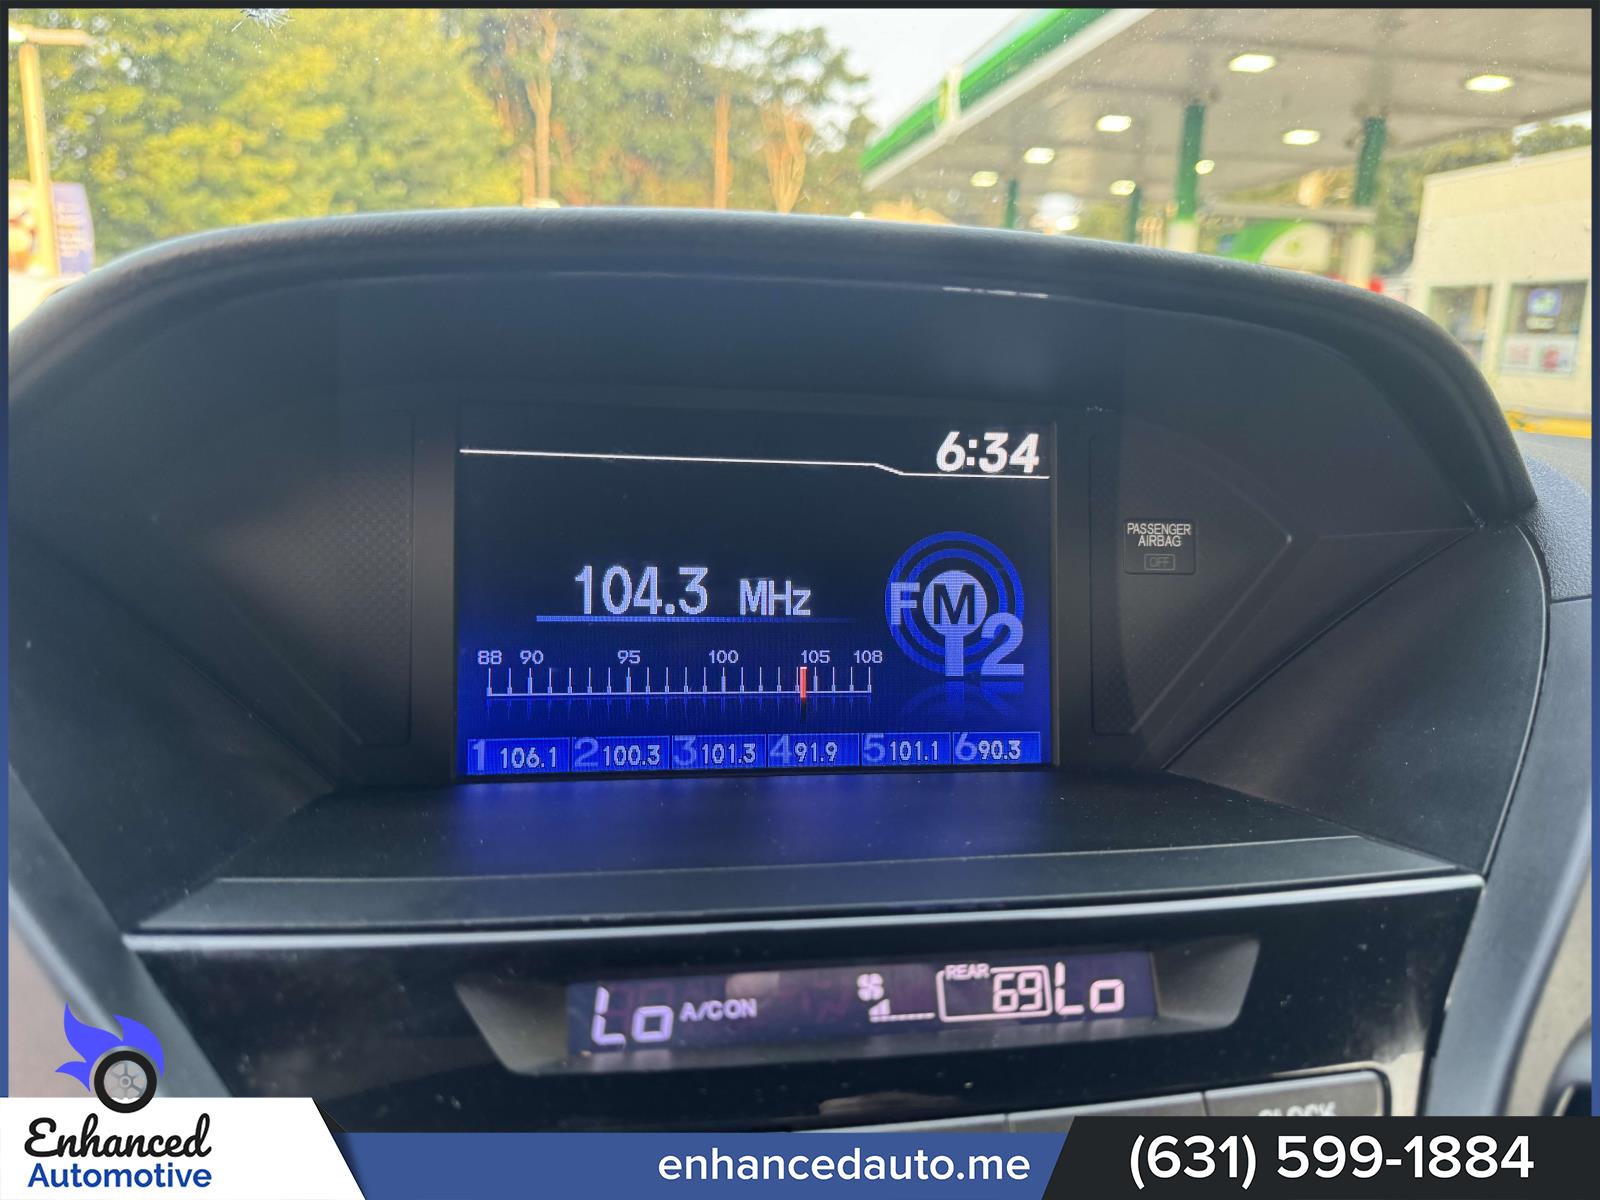 6:34
104.3 MHz
FM 2
88 90 95 100 105 108
1 106.1 2 100.3 3 101.3 4 91.9 5 101.1 6 90.3
PASSENGER
AIRBAG
OFF
Lo A/C ON REAR 69 Lo
CLOCK
Enhanced
Automotive
enhancedauto.me
(631) 599-1884